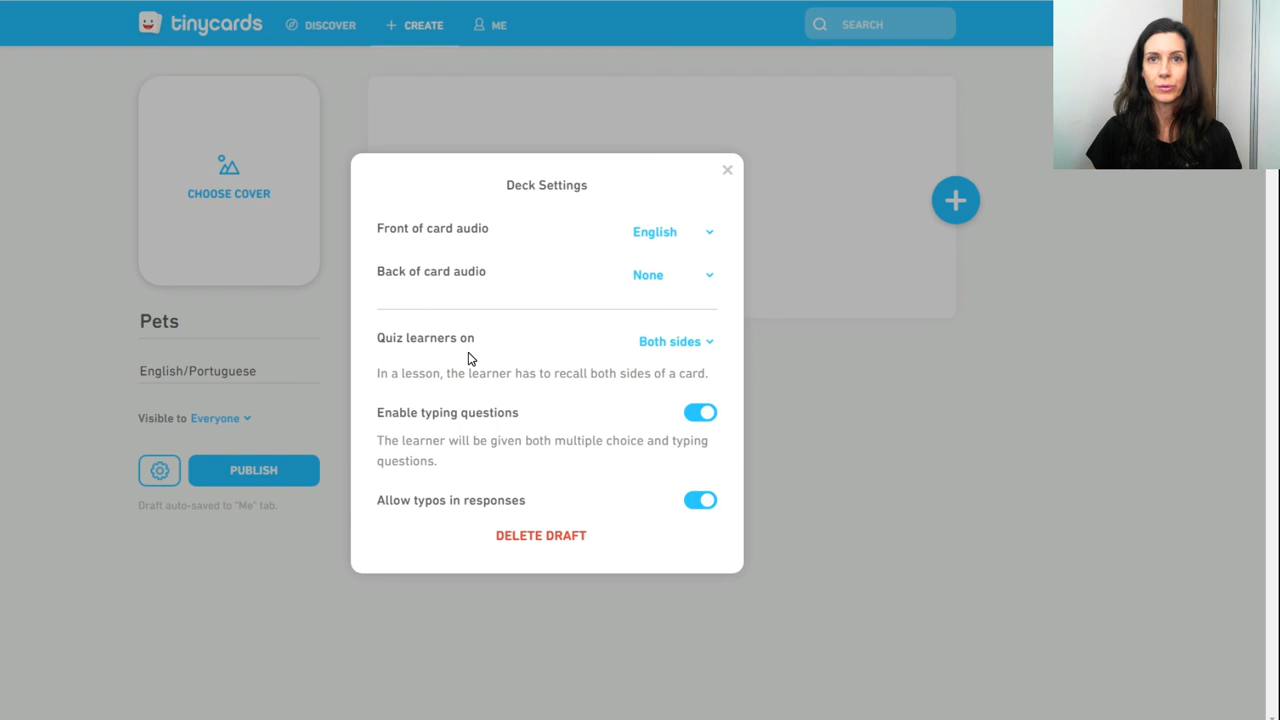 tinycards DISCOVER CREATE ME SEARCH
CHOOSE COVER
Pets
English/Portuguese
Visible to Everyone
PUBLISH
Draft auto-saved to "Me" tab.
Deck Settings
Front of card audio English
Back of card audio None
Quiz learners on Both sides
In a lesson, the learner has to recall both sides of a card.
Enable typing questions
The learner will be given both multiple choice and typing
questions.
Allow typos in responses
DELETE DRAFT